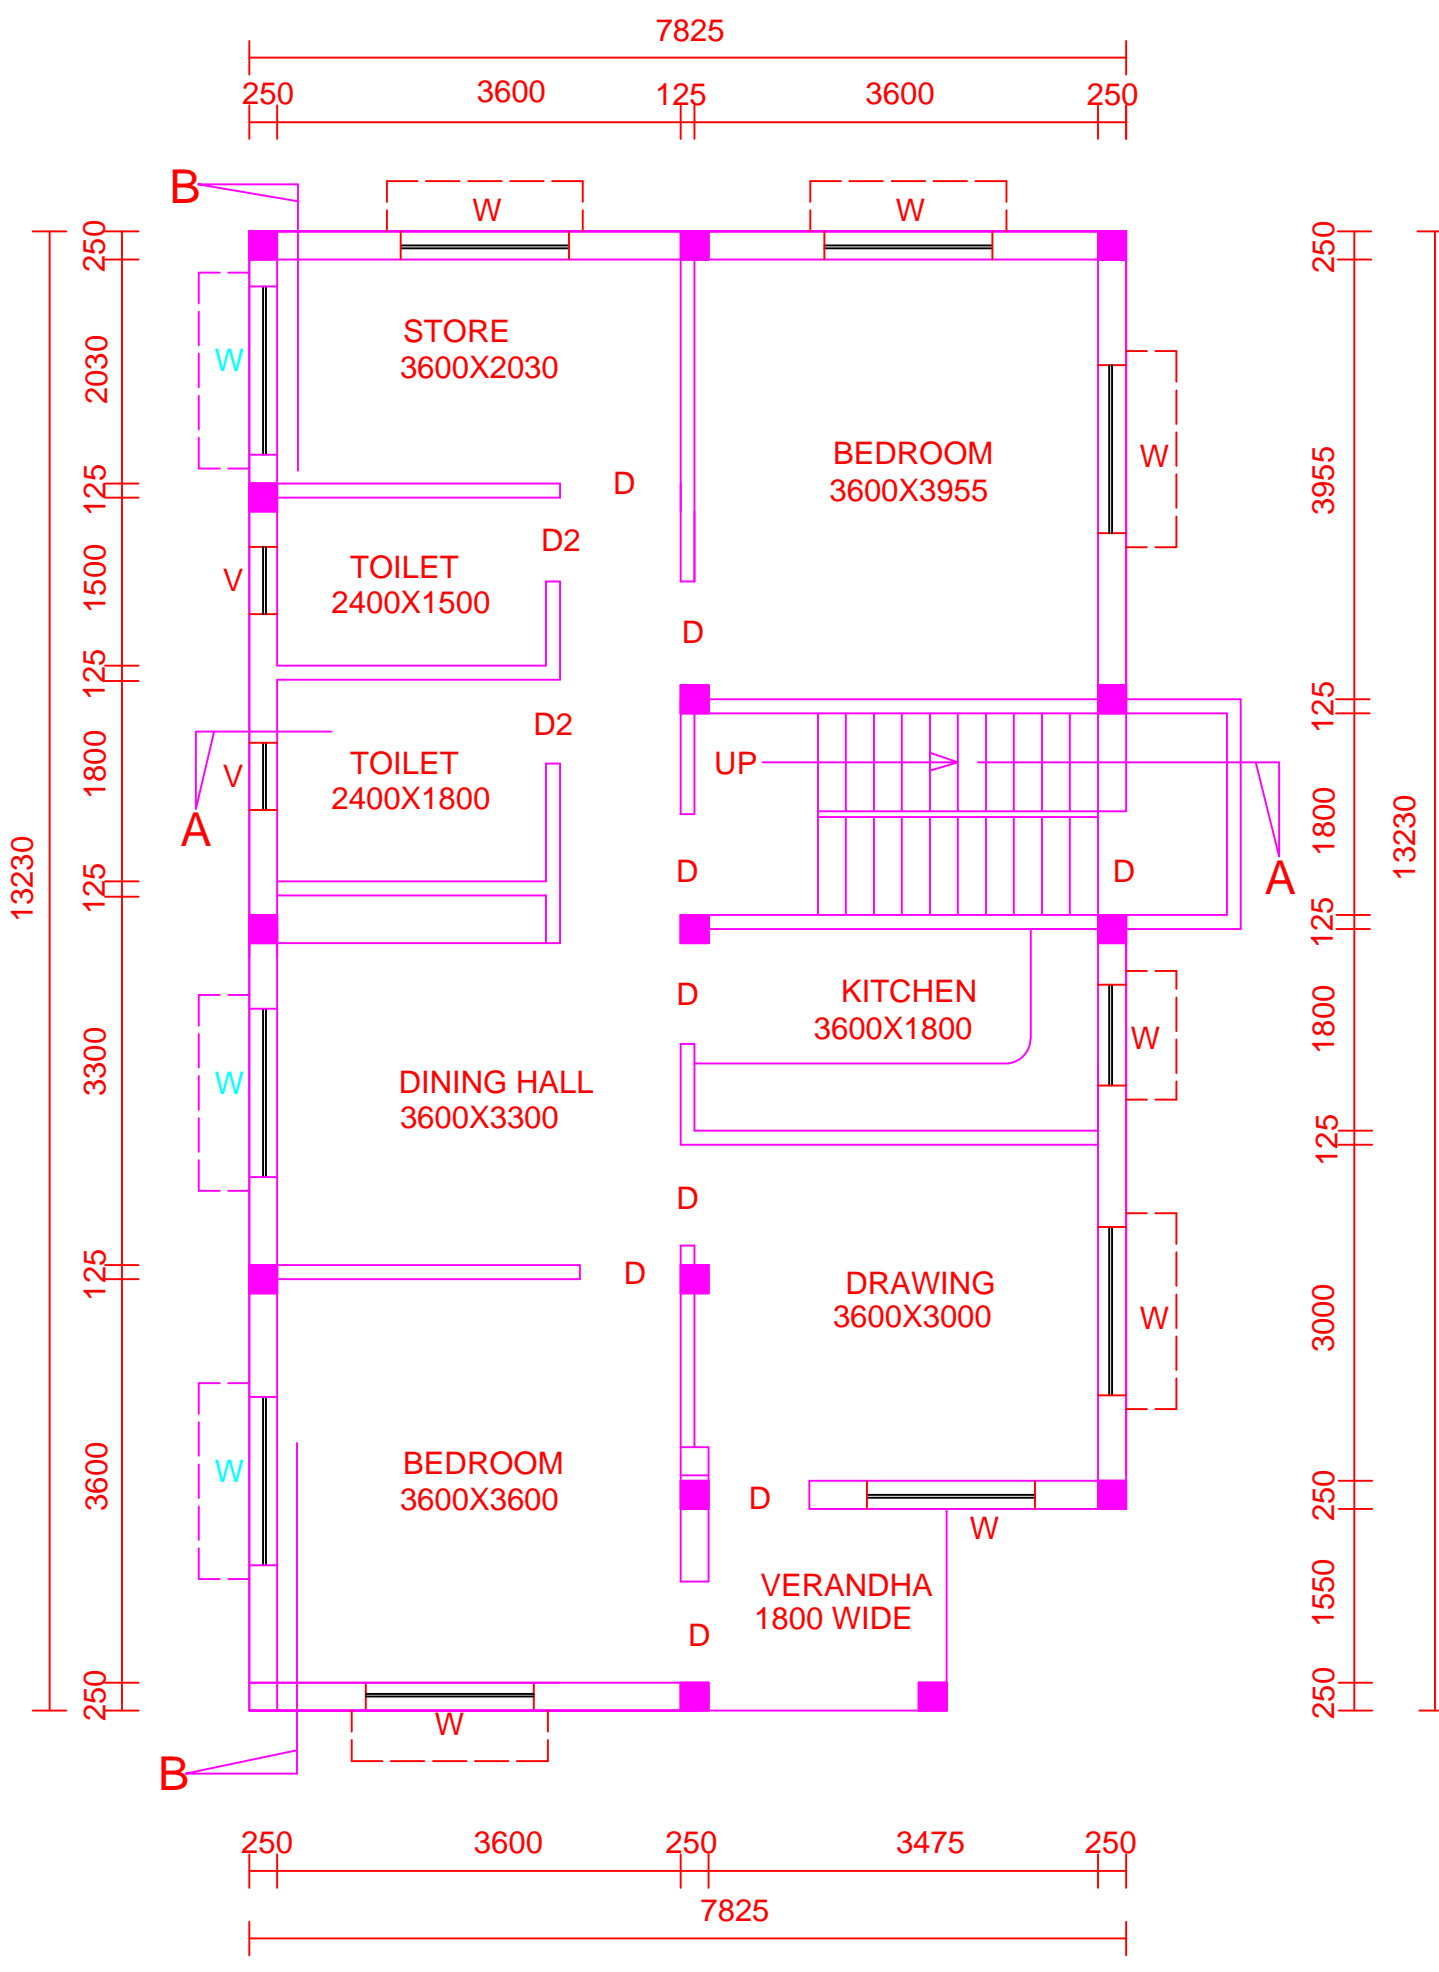 7825
250 3600 125 3600 250
B
W W
250
250
STORE
3600X2030
W
2030
BEDROOM
3600X3955
W
3955
D
125
D2
TOILET
2400X1500
V
1500
D
125
125
D2
TOILET
2400X1800
V
1800
UP
A
1800
13230
13230
D
D
A
125
125
D
KITCHEN
3600X1800
W
1800
DINING HALL
3600X3300
W
3300
125
D
125
D
DRAWING
3600X3000
W
3000
BEDROOM
3600X3600
W
3600
D
250
W
VERANDHA
1800 WIDE
1550
D
250
250
W
B
250 3600 250 3475 250
7825